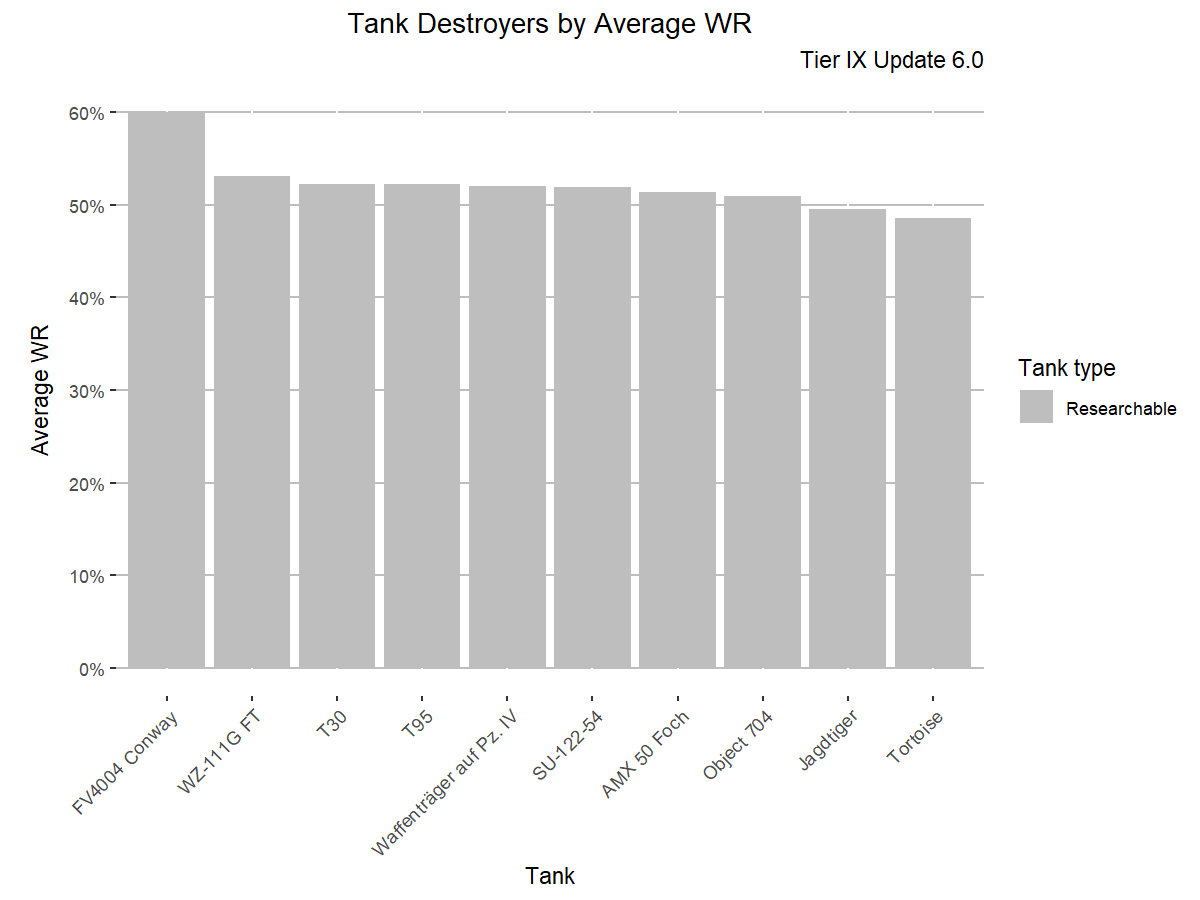 Tank Destroyers by Average WR
Tier IX Update 6.0
60%
50%
40%
30%
20%
10%
0%
Average WR
FV4004 Conway
WZ-111G FT
T30
T95
Waffenträger auf Pz. IV
SU-122-54
AMX 50 Foch
Object 704
Jagdtiger
Tortoise
Tank
Tank type
Researchable